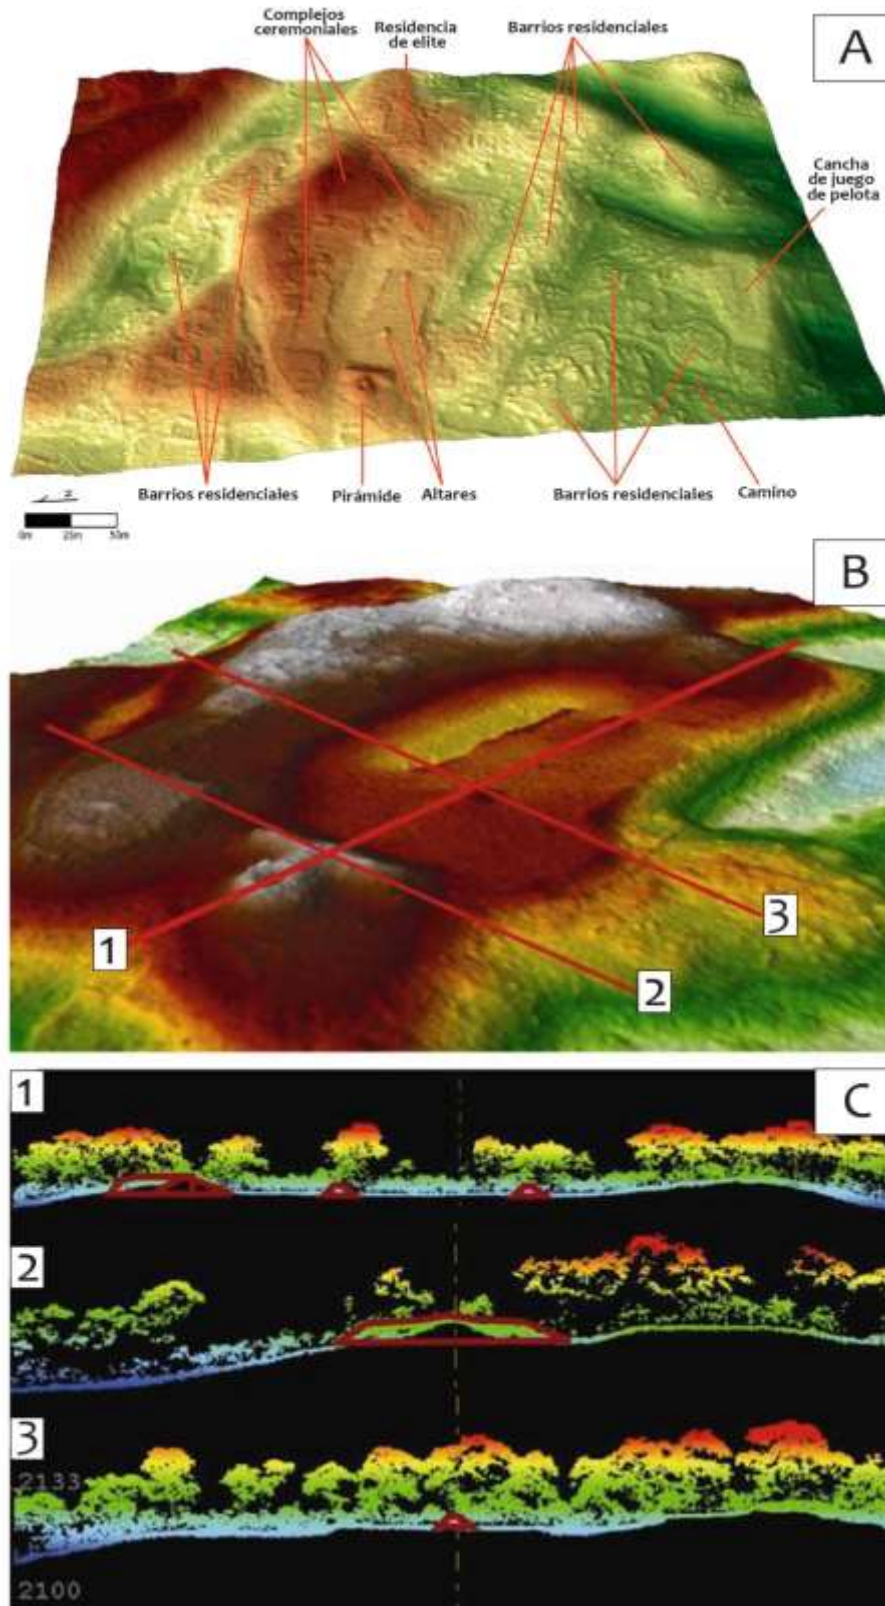 Complejos
ceremoniales
Residencia
de elite
Barrios residenciales
A
Cancha
de juego
de pelota
Barrios residenciales
Pirámide
Altares
Barrios residenciales
Camino
z
0m
25m
50m
B
1
2
3
1
C
2
3
2133
2100